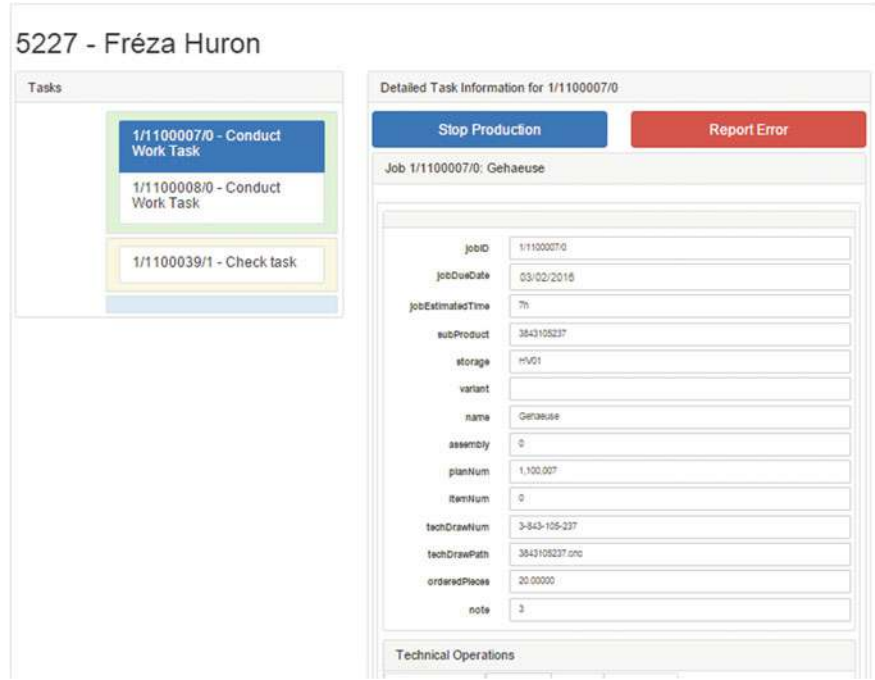 5227 - Fréza Huron
Tasks
1/1100007/0 - Conduct
Work Task
1/1100008/0 - Conduct
Work Task
1/1100039/1 - Check task
Detailed Task Information for 1/1100007/0
Stop Production
Report Error
Job 1/1100007/0: Gehaeuse
jobID 1/1100007/0
jobDueDate 03/02/2016
jobEstimatedTime 7h
subProduct 3843105237
storage HV01
variant
name Gehaeuse
assembly 0
planNum 1,100,007
itemNum 0
techDrawNum 3-843-105-237
techDrawPath 3843105237.cnc
orderedPieces 20.00000
note 3
Technical Operations